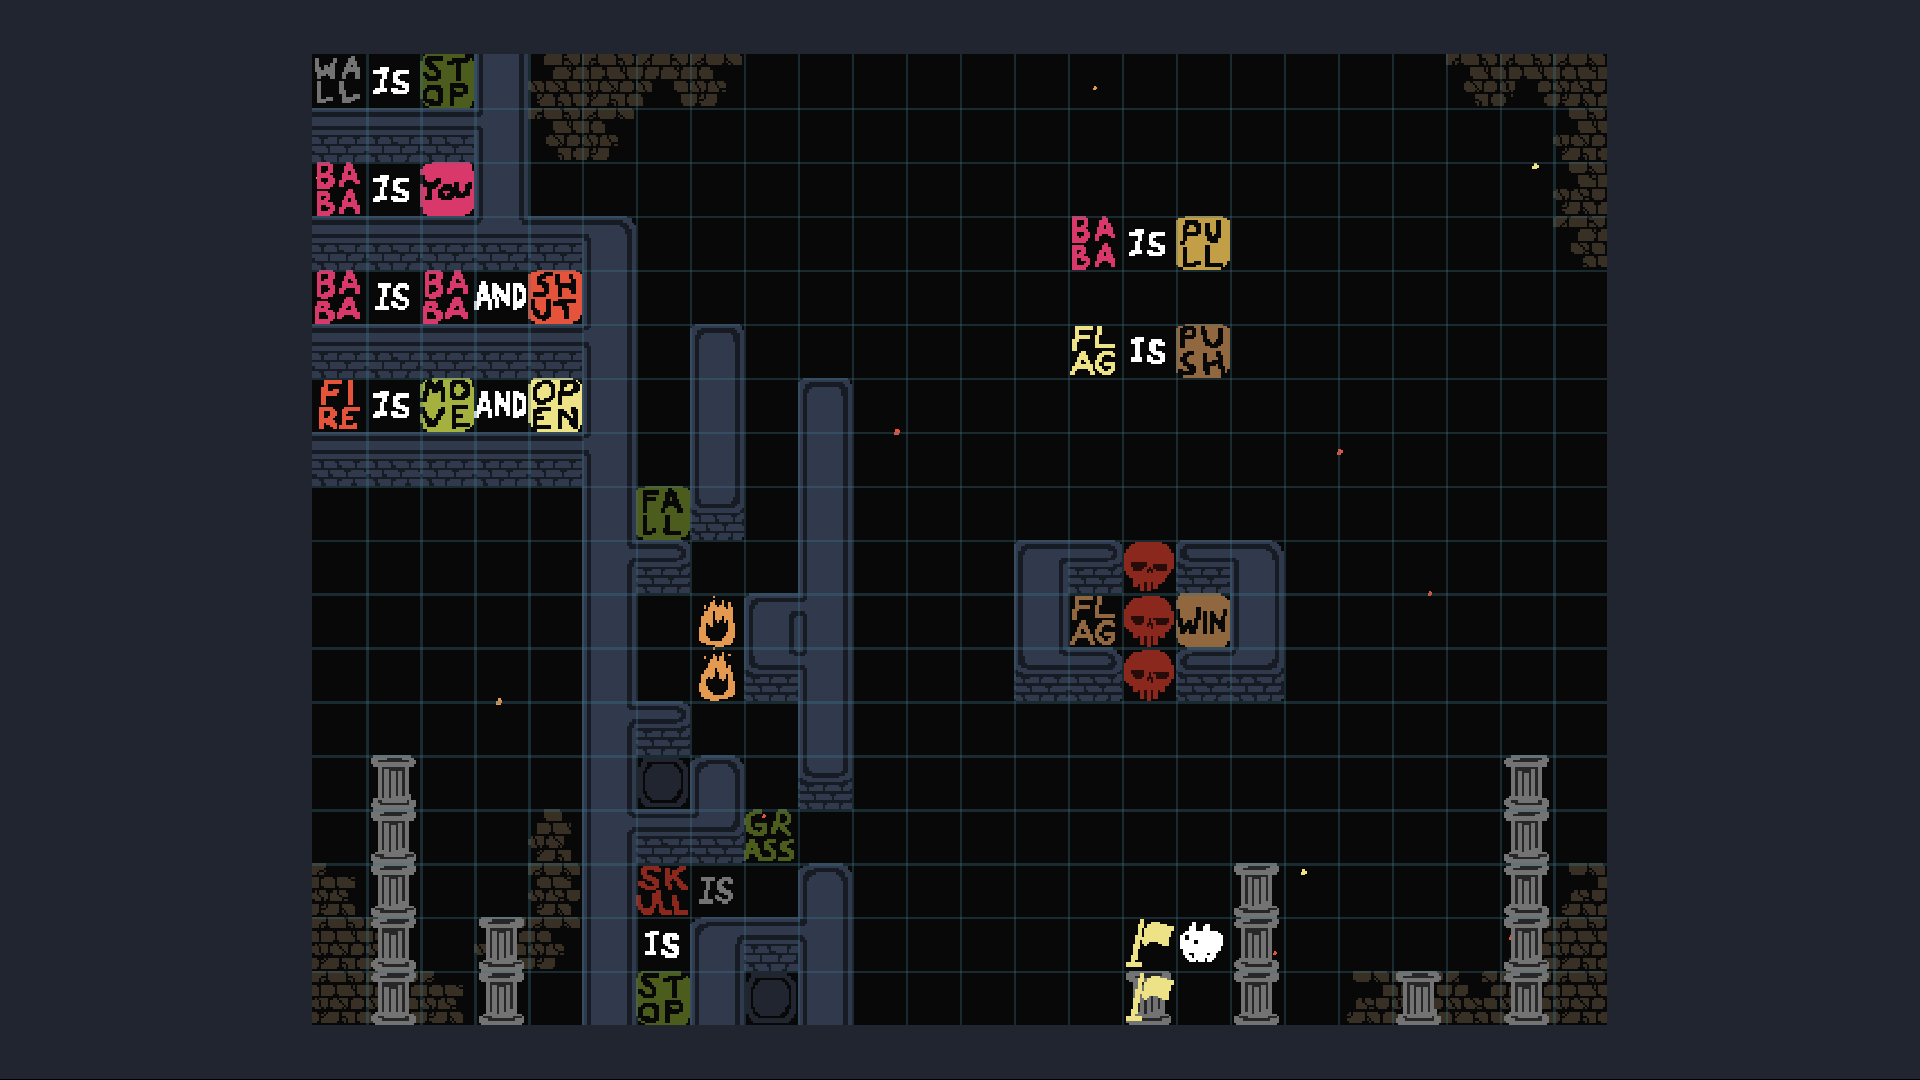 WALL IS STOP
BABA IS YOU
BABA IS PULL
BABA IS BABA AND SHUT
FLAG IS PUSH
FIRE IS MOVE AND OPEN
FALL
FLAG WIN
GRASS
SKULL IS
IS
STOP